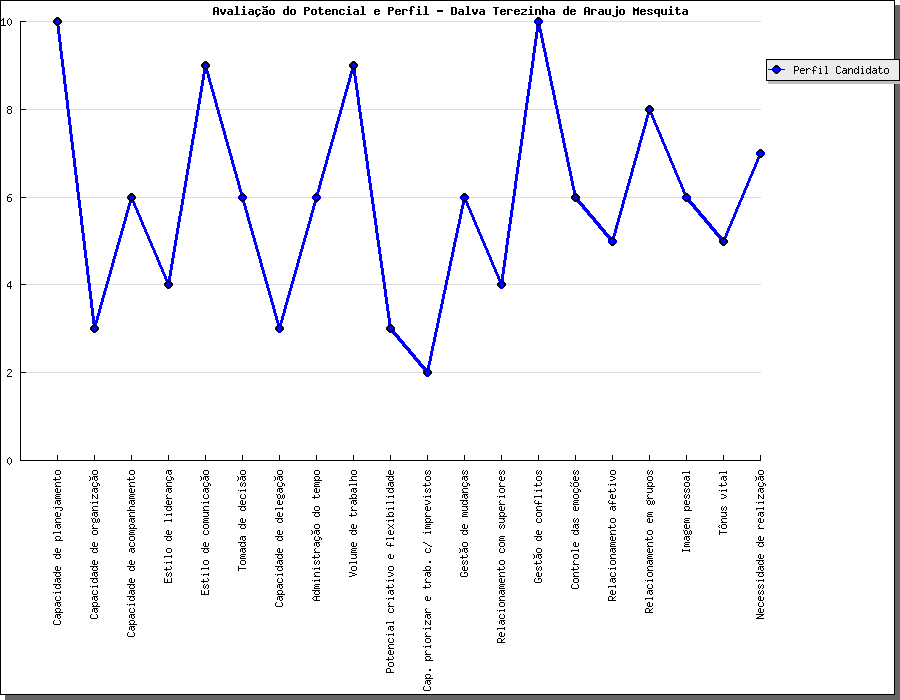 Avaliação do Potencial e Perfil - Dalva Terezinha de Araujo Mesquita
Perfil Candidato
10
8
6
4
2
0
Capacidade de planejamento
Capacidade de organização
Capacidade de acompanhamento
Estilo de liderança
Estilo de comunicação
Tomada de decisão
Capacidade de delegação
Administração do tempo
Volume de trabalho
Potencial criativo e flexibilidade
Cap. priorizar e trab. c/ imprevistos
Gestão de mudanças
Relacionamento com superiores
Gestão de conflitos
Controle das emoções
Relacionamento afetivo
Relacionamento em grupos
Imagem pessoal
Tônus vital
Necessidade de realização